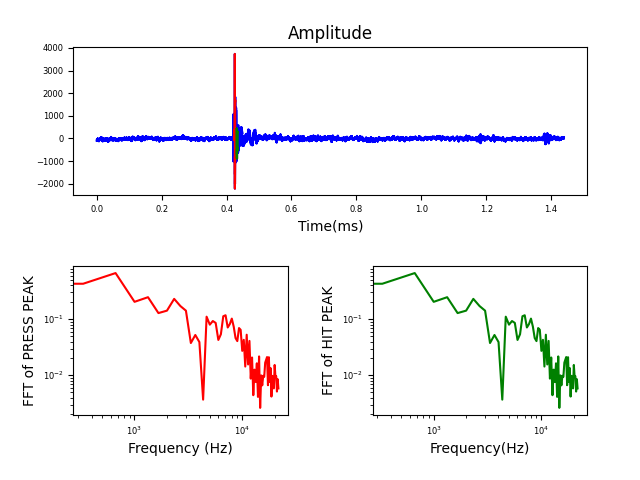 Amplitude
4000
3000
2000
1000
0
−1000
−2000
0.0 0.2 0.4 0.6 0.8 1.0 1.2 1.4
Time(ms)
FFT of PRESS PEAK
10⁻¹
10⁻²
10³ 10⁴
Frequency (Hz)
FFT of HIT PEAK
10⁻¹
10⁻²
10³ 10⁴
Frequency(Hz)